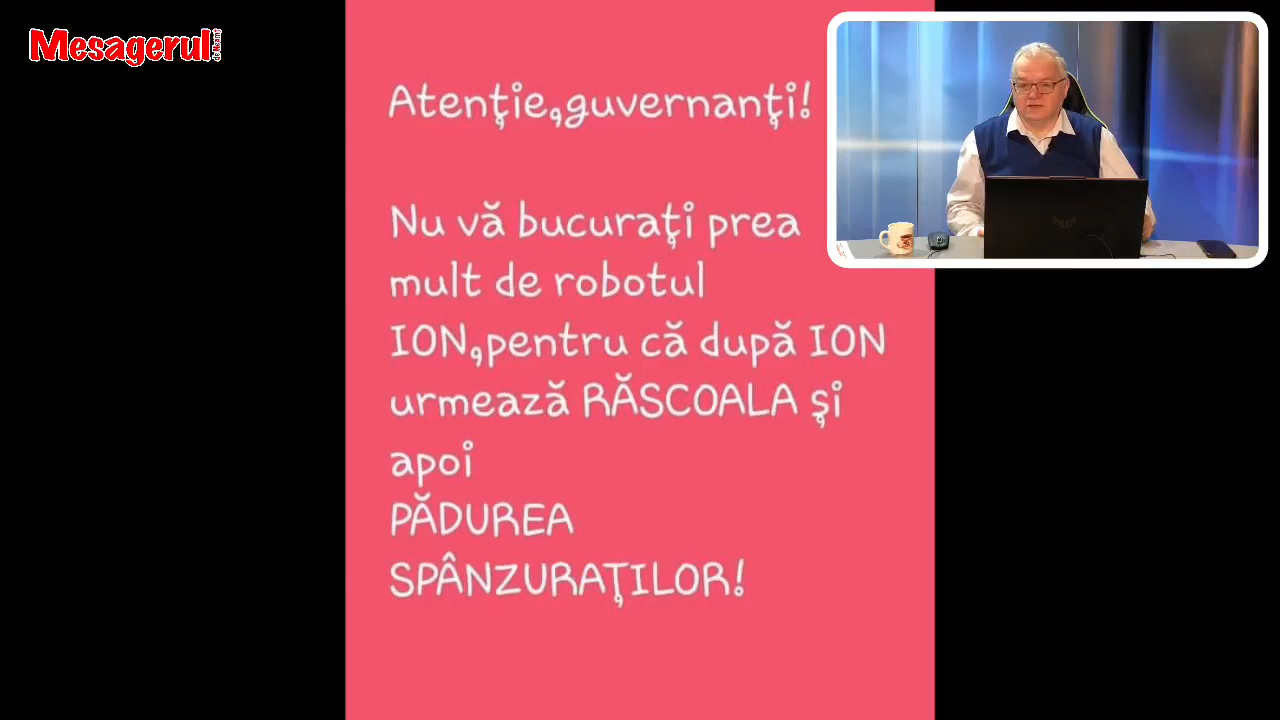 Mesagerul
Atenţie,guvernanţi!
Nu vă bucuraţi prea
mult de robotul
ION,pentru că după ION
urmează RĂSCOALA şi
apoi
PĂDUREA
SPÂNZURAŢILOR!